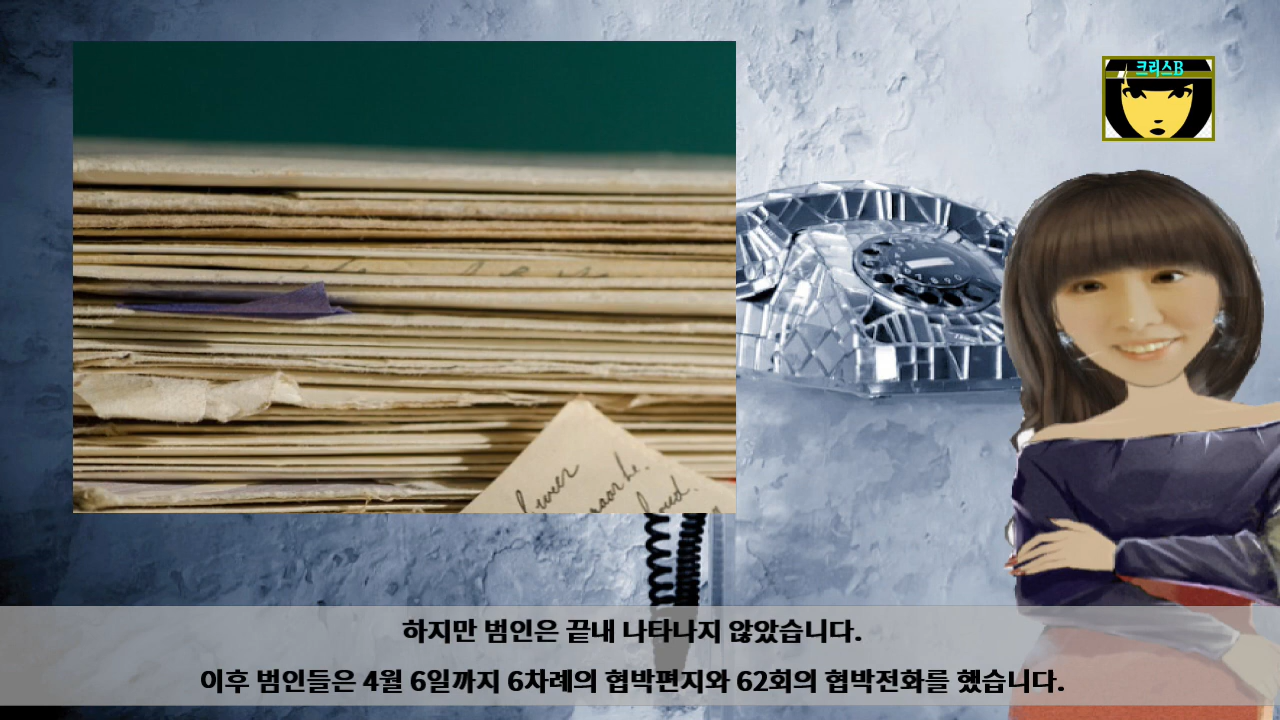 크리스B
luver
하지만 범인은 끝내 나타나지 않았습니다.
이후 범인들은 4월 6일까지 6차례의 협박편지와 62회의 협박전화를 했습니다.